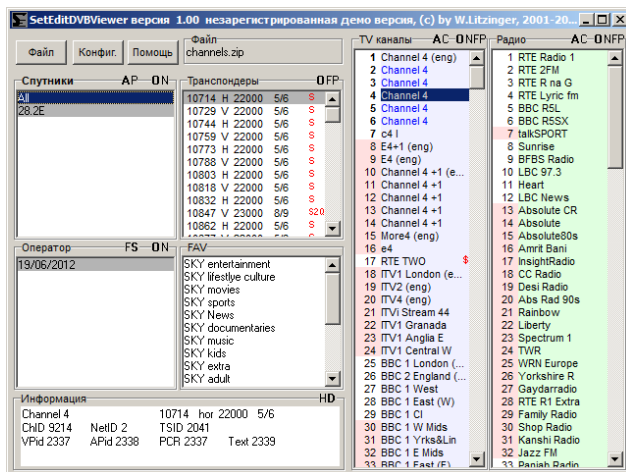 SetEditDVBViewer версия 1.00 незарегистрированная демо версия, (c) by W.Litzinger, 2001-20...
Файл
Конфиг.
Помощь
Файл
channels.zip
Спутники AP ON
All
28.2E
Транспондеры OFP
10714 H 22000 5/6 S
10729 V 22000 5/6 S
10744 H 22000 5/6 S
10759 V 22000 5/6 S
10773 H 22000 5/6 S
10788 V 22000 5/6 S
10803 H 22000 5/6 S
10818 V 22000 5/6 S
10832 H 22000 5/6 S
10847 V 23000 8/9 S20
10862 H 22000 5/6 S
10877 V 22000 5/6 S
Оператор FS ON
19/06/2012
FAV
SKY entertainment
SKY lifestlye culture
SKY movies
SKY sports
SKY News
SKY documentaries
SKY music
SKY kids
SKY extra
SKY adult
Информация HD
Channel 4 10714 hor 22000 5/6
ChID 9214 NetID 2 TSID 2041
VPid 2337 APid 2338 PCR 2337 Text 2339
TV каналы AC ONFP
1 Channel 4 (eng)
2 Channel 4
3 Channel 4
4 Channel 4
5 Channel 4
6 Channel 4
7 c4 l
8 E4+1 (eng)
9 E4 (eng)
10 Channel 4 +1 (e...
11 Channel 4 +1
12 Channel 4 +1
13 Channel 4 +1
14 Channel 4 +1
15 More4 (eng)
16 e4
17 RTE TWO $
18 ITV1 London (e...
19 ITV2 (eng)
20 ITV4 (eng)
21 ITVi Stream 44
22 ITV1 Granada
23 ITV1 Anglia E
24 ITV1 Central W
25 BBC 1 London (...
26 BBC 2 England (...
27 BBC 1 West
28 BBC 1 East (W)
29 BBC 1 CI
30 BBC 1 W Mids
31 BBC 1 Yrks&Lin
32 BBC 1 E Mids
33 BBC 1 East (E)
Радио AC ONFP
1 RTE Radio 1
2 RTE 2FM
3 RTE R na G
4 RTE Lyric fm
5 BBC R5L
6 BBC R5SX
7 talkSPORT
8 Sunrise
9 BFBS Radio
10 LBC 97.3
11 Heart
12 LBC News
13 Absolute CR
14 Absolute
15 Absolute80s
16 Amrit Bani
17 InsightRadio
18 CC Radio
19 Desi Radio
20 Abs Rad 90s
21 Rainbow
22 Liberty
23 Spectrum 1
24 TWR
25 WRN Europe
26 Yorkshire R
27 Gaydarradio
28 RTE R1 Extra
29 Family Radio
30 Shop Radio
31 Kanshi Radio
32 Jazz FM
33 Panjab Radio